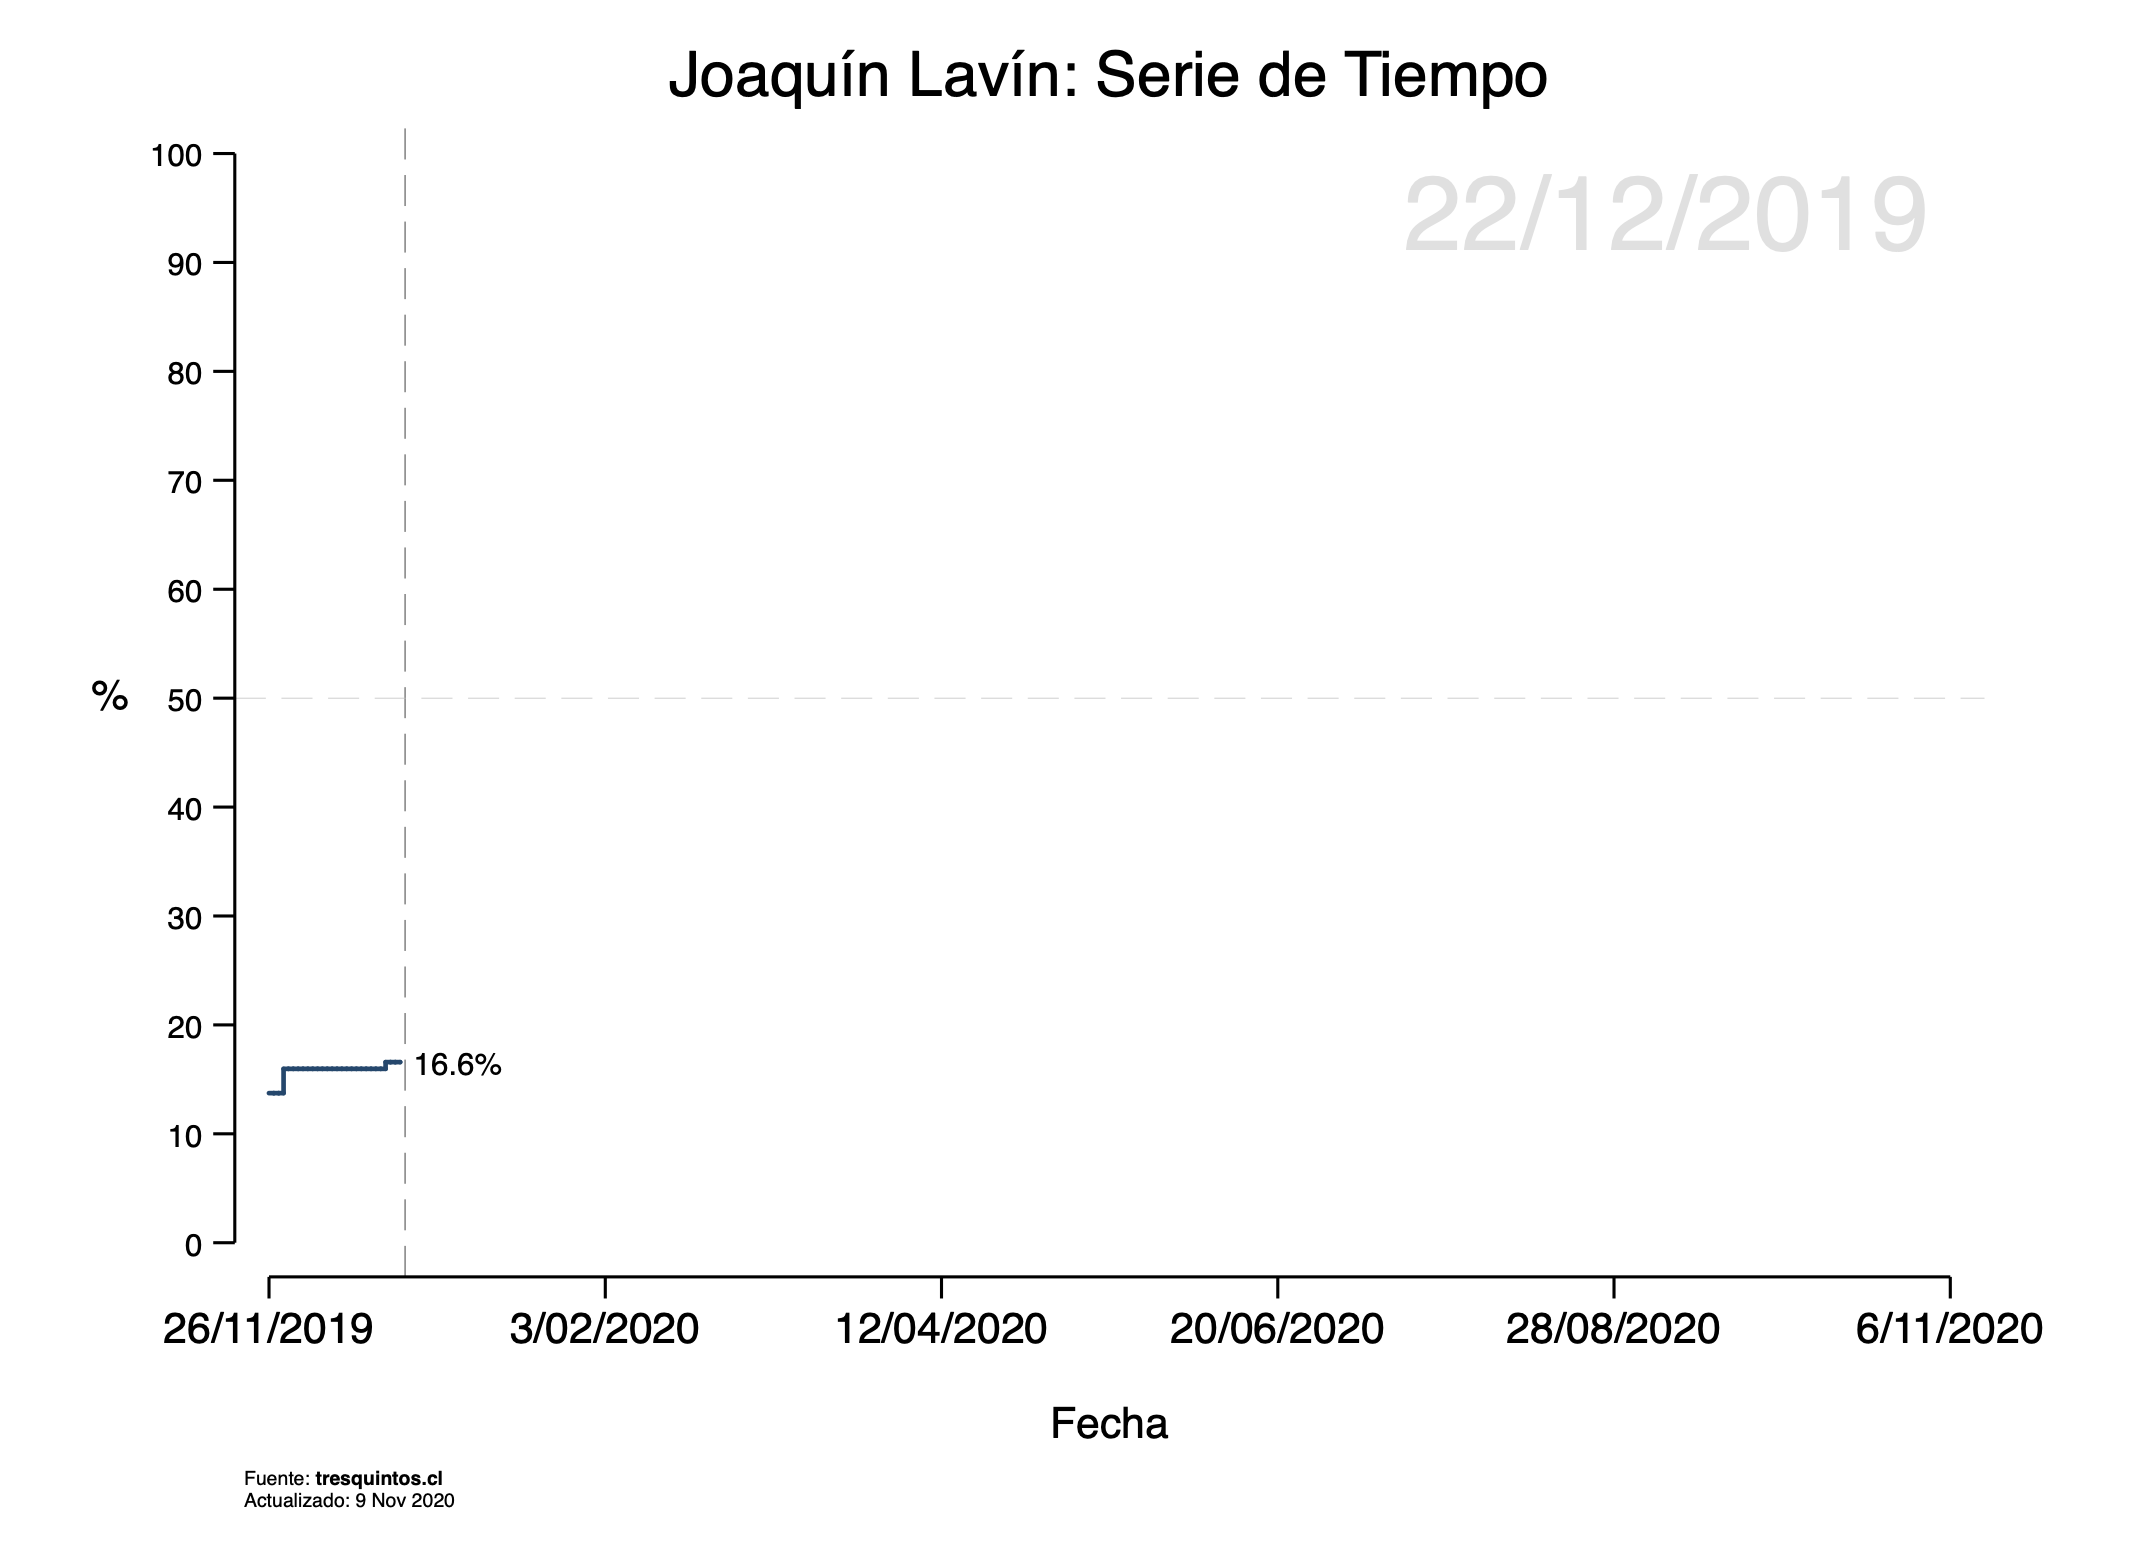 Joaquín Lavín: Serie de Tiempo
22/12/2019
100
90
80
70
60
%
50
40
30
20
16.6%
10
0
26/11/2019 3/02/2020 12/04/2020 20/06/2020 28/08/2020 6/11/2020
Fecha
Fuente: tresquintos.cl
Actualizado: 9 Nov 2020